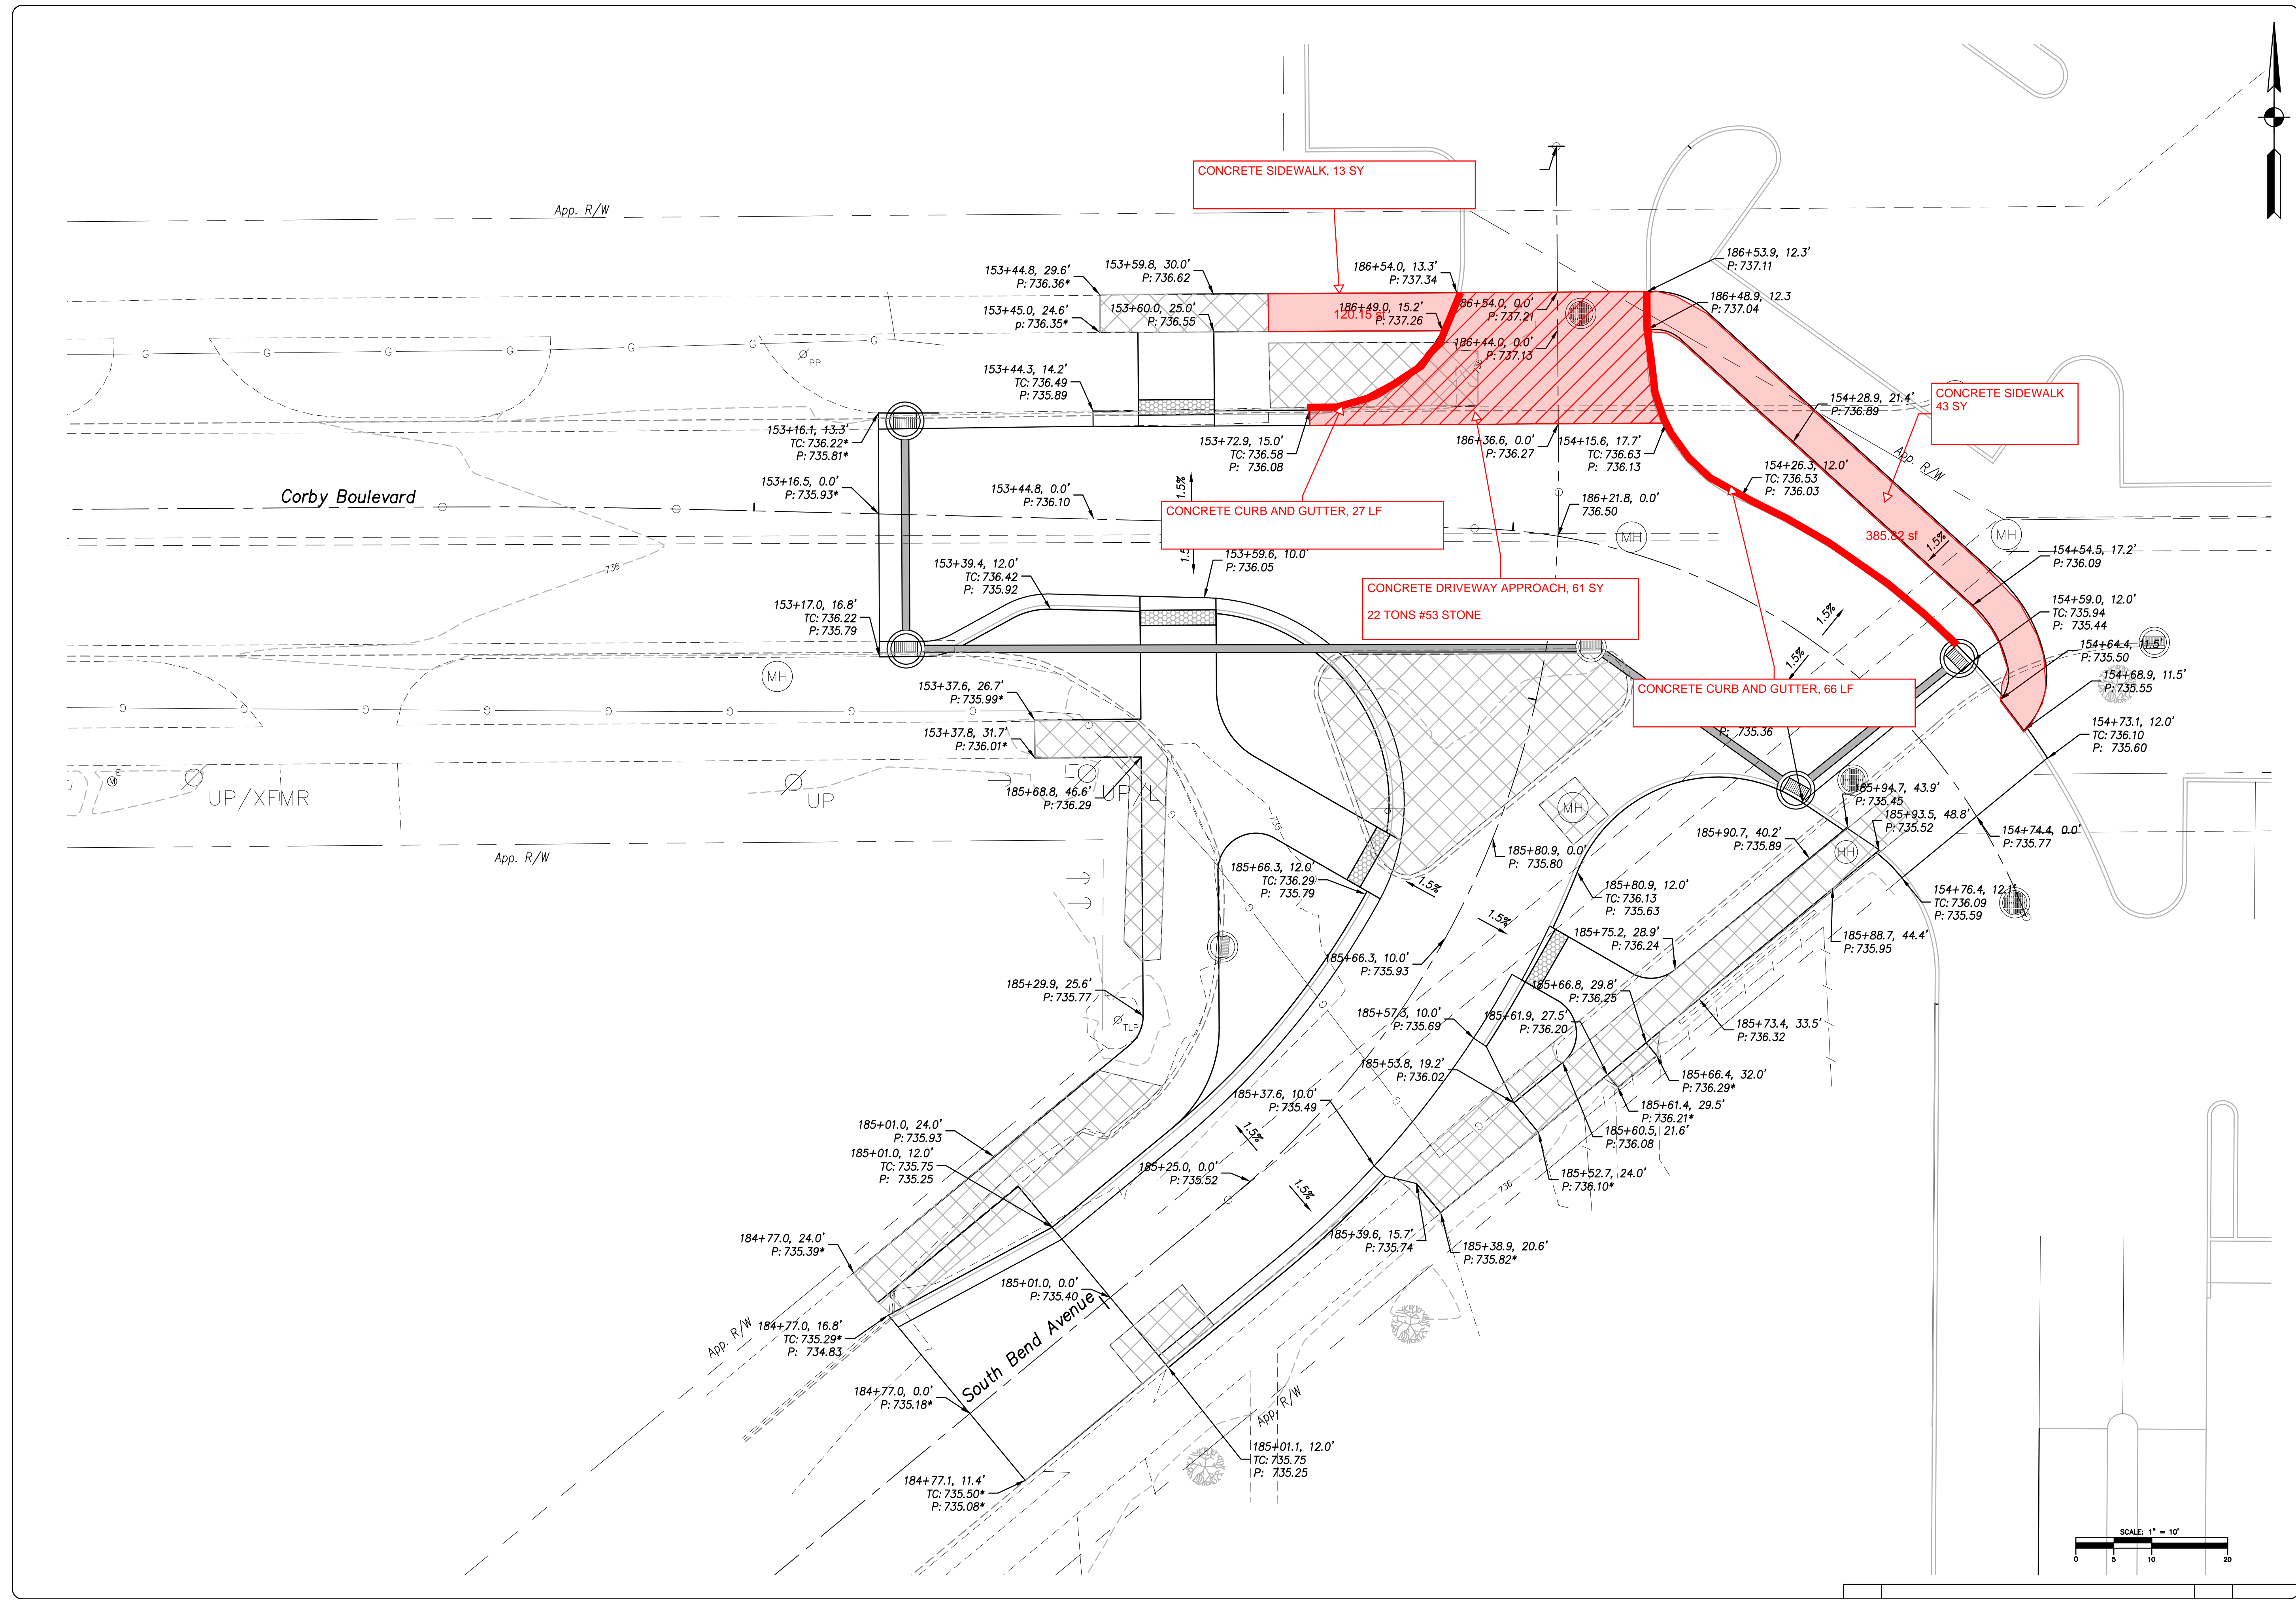 CONCRETE SIDEWALK, 13 SY
App. R/W
153+44.8, 29.6'
P: 736.36*
153+59.8, 30.0'
P: 736.62
186+54.0, 13.3'
P: 737.34
186+53.9, 12.3'
P: 737.11
153+45.0, 24.6'
p: 736.35*
153+60.0, 25.0'
P: 736.55
186+49.0, 15.2'
P: 737.26
120.15 sf
186+54.0, 0.0'
P: 737.21
186+48.9, 12.3
P: 737.04
186+44.0, 0.0'
P: 737.13
736
G
G
G
G
G
G
G
PP
153+44.3, 14.2'
TC: 736.49
P: 735.89
CONCRETE SIDEWALK
43 SY
154+28.9, 21.4'
P: 736.89
153+16.1, 13.3'
TC: 736.22*
P: 735.81*
153+72.9, 15.0'
TC: 736.58
P: 736.08
186+36.6, 0.0'
P: 736.27
154+15.6, 17.7'
TC: 736.63
P: 736.13
App. R/W
154+26.3, 12.0'
TC: 736.53
P: 736.03
Corby Boulevard
153+16.5, 0.0'
P: 735.93*
153+44.8, 0.0'
P: 736.10
1.5%
186+21.8, 0.0'
736.50
CONCRETE CURB AND GUTTER, 27 LF
MH
385.82 sf
1.5%
MH
153+59.6, 10.0'
P: 736.05
154+54.5, 17.2'
P: 736.09
736
153+39.4, 12.0'
TC: 736.42
P: 735.92
CONCRETE DRIVEWAY APPROACH, 61 SY
22 TONS #53 STONE
153+17.0, 16.8'
TC: 736.22
P: 735.79
1.5%
154+59.0, 12.0'
TC: 735.94
P: 735.44
154+64.4, 11.5'
P: 735.50
1.5%
MH
154+68.9, 11.5'
P: 735.55
153+37.6, 26.7'
P: 735.99*
CONCRETE CURB AND GUTTER, 66 LF
P: 735.36
G
G
G
G
G
G
G
153+37.8, 31.7'
P: 736.01*
154+73.1, 12.0'
TC: 736.10
P: 735.60
M
E
UP/XFMR
UP
UP/L
185+68.8, 46.6'
P: 736.29
735
G
MH
185+94.7, 43.9'
P: 735.45
185+93.5, 48.8'
P: 735.52
185+90.7, 40.2'
P: 735.89
HH
154+74.4, 0.0'
P: 735.77
App. R/W
185+66.3, 12.0'
TC: 736.29
P: 735.79
185+80.9, 0.0'
P: 735.80
1.5%
185+80.9, 12.0'
TC: 736.13
P: 735.63
154+76.4, 12.1'
TC: 736.09
P: 735.59
G
1.5%
185+75.2, 28.9'
P: 736.24
185+88.7, 44.4'
P: 735.95
185+66.3, 10.0'
P: 735.93
185+29.9, 25.6'
P: 735.77
TLP
G
185+66.8, 29.8'
P: 736.25
185+57.3, 10.0'
P: 735.69
185+61.9, 27.5'
P: 736.20
185+73.4, 33.5'
P: 736.32
185+53.8, 19.2'
P: 736.02
185+66.4, 32.0'
P: 736.29*
185+37.6, 10.0'
P: 735.49
G
185+61.4, 29.5'
P: 736.21*
185+01.0, 24.0'
P: 735.93
1.5%
G
185+60.5, 21.6'
P: 736.08
185+01.0, 12.0'
TC: 735.75
P: 735.25
185+25.0, 0.0'
P: 735.52
1.5%
736
185+52.7, 24.0'
P: 736.10*
184+77.0, 24.0'
P: 735.39*
185+39.6, 15.7'
P: 735.74
185+38.9, 20.6'
P: 735.82*
185+01.0, 0.0'
P: 735.40
App. R/W
184+77.0, 16.8'
TC: 735.29*
P: 734.83
South Bend Avenue
184+77.0, 0.0'
P: 735.18*
App. R/W
185+01.1, 12.0'
TC: 735.75
P: 735.25
184+77.1, 11.4'
TC: 735.50*
P: 735.08*
SCALE: 1" = 10'
0 5 10 20